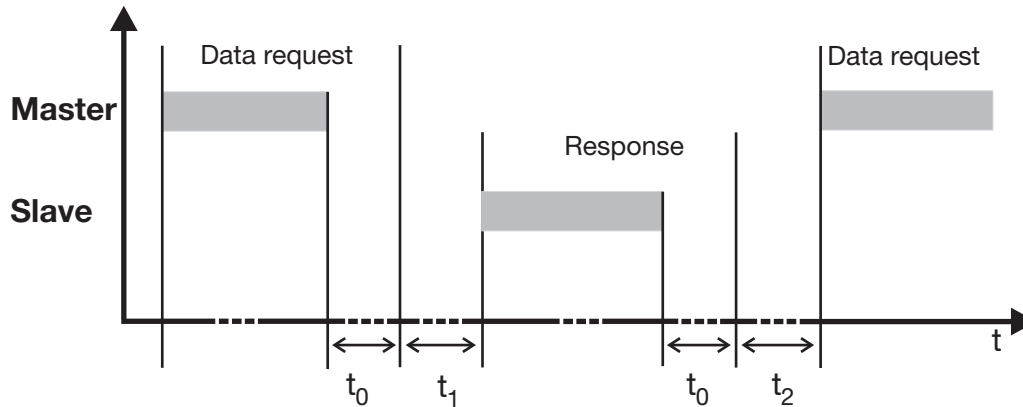 Data request
Data request
Master
Response
Slave
t
t₀
t₁
t₀
t₂